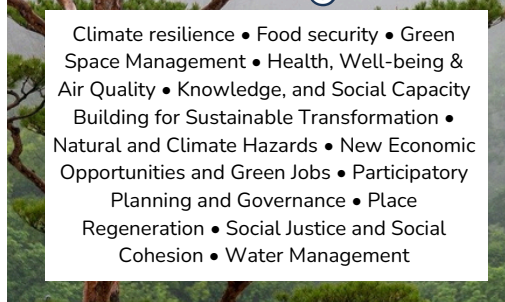 Climate resilience • Food security • Green
Space Management • Health, Well-being &
Air Quality • Knowledge, and Social Capacity
Building for Sustainable Transformation •
Natural and Climate Hazards • New Economic
Opportunities and Green Jobs • Participatory
Planning and Governance • Place
Regeneration • Social Justice and Social
Cohesion • Water Management